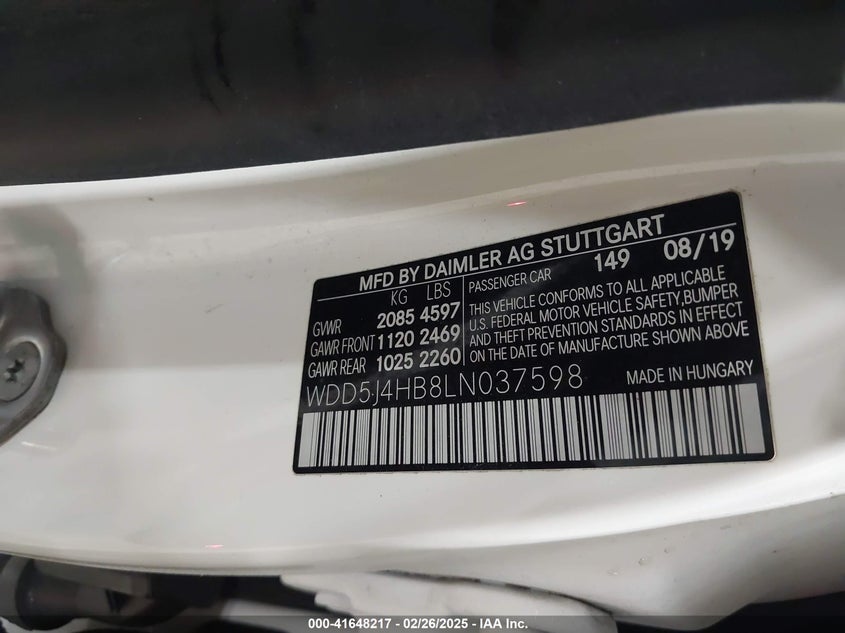 MFD BY DAIMLER AG STUTTGART
KG LBS
GVWR 2085 4597
GAWR FRONT 1120 2469
GAWR REAR 1025 2260
PASSENGER CAR 149 08/19
THIS VEHICLE CONFORMS TO ALL APPLICABLE
U.S. FEDERAL MOTOR VEHICLE SAFETY, BUMPER
AND THEFT PREVENTION STANDARDS IN EFFECT
ON THE DATE OF MANUFACTURE SHOWN ABOVE
WDD5J4HB8LN037598 MADE IN HUNGARY
000-41648217 - 02/26/2025 - IAA Inc.